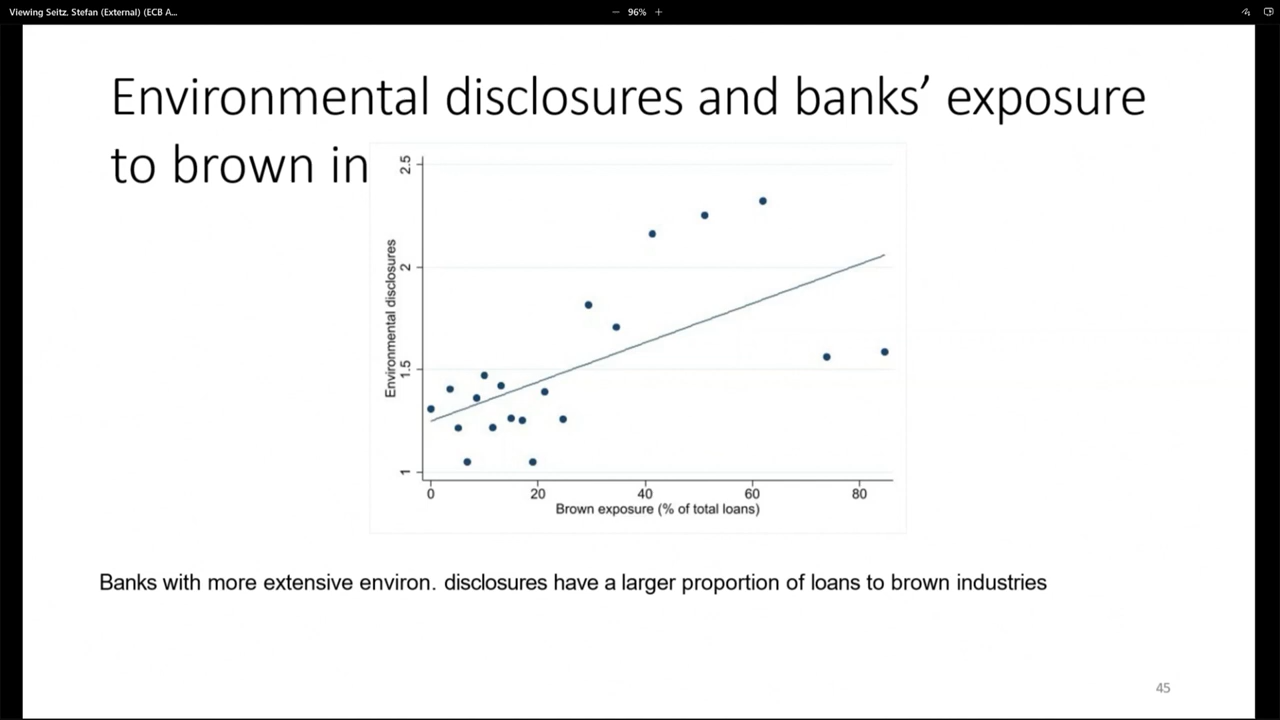 Viewing Seitz, Stefan (External) (ECB A...
96%
Environmental disclosures and banks’ exposure
to brown in
2.5
2
1.5
1
Environmental disclosures
0 20 40 60 80
Brown exposure (% of total loans)
Banks with more extensive environ. disclosures have a larger proportion of loans to brown industries
45